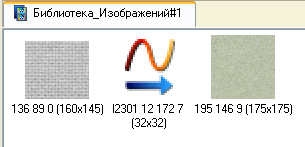 Библиотека_Изображений#1
136 89 0 (160x145)
I2301 12 172 7
(32x32)
195 146 9 (175x175)